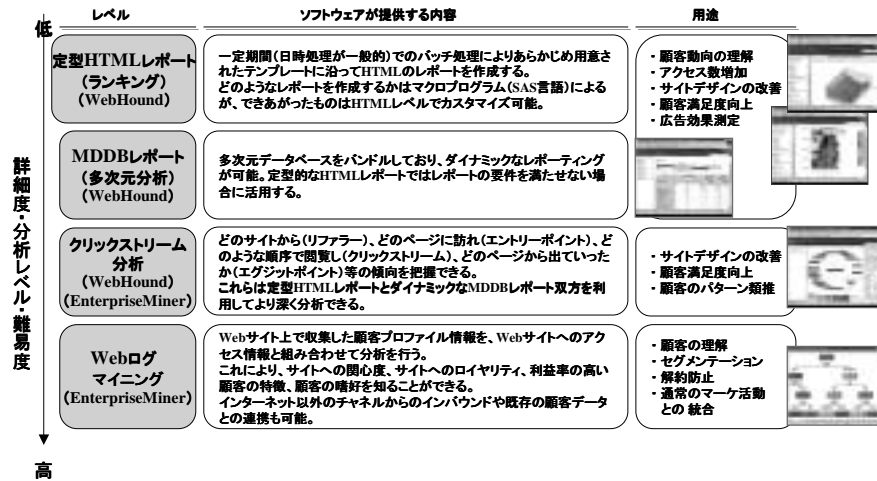 レベル
ソフトウェアが提供する内容
用途
低
詳細度・分析レベル・難易度
高
定型HTMLレポート
(ランキング)
(WebHound)
一定期間(日時処理が一般的)でのバッチ処理によりあらかじめ用意さ
れたテンプレートに沿ってHTMLのレポートを作成する。
どのようなレポートを作成するかはマクロプログラム(SAS言語)による
が、できあがったものはHTMLレベルでカスタマイズ可能。
・顧客動向の理解
・アクセス数増加
・サイトデザインの改善
・顧客満足度向上
・広告効果測定
MDDBレポート
(多次元分析)
(WebHound)
多次元データベースをバンドルしており、ダイナミックなレポーティング
が可能。定型的なHTMLレポートではレポートの要件を満たせない場
合に活用する。
クリックストリーム
分析
(WebHound)
(EnterpriseMiner)
どのサイトから(リファラー)、どのページに訪れ(エントリーポイント)、ど
のような順序で閲覧し(クリックストリーム)、どのページから出ていった
か(エグジットポイント)等の傾向を把握できる。
これらは定型HTMLレポートとダイナミックなMDDBレポート双方を利
用してより深く分析できる。
・サイトデザインの改善
・顧客満足度向上
・顧客のパターン類推
Webログ
マイニング
(EnterpriseMiner)
Webサイト上で収集した顧客プロファイル情報を、Webサイトへのアク
セス情報と組み合わせて分析を行う。
これにより、サイトへの関心度、サイトへのロイヤリティ、利益率の高い
顧客の特徴、顧客の嗜好を知ることができる。
インターネット以外のチャネルからのインバウンドや既存の顧客データ
との連携も可能。
・顧客の理解
・セグメンテーション
・解約防止
・通常のマーケ活動
との 統合